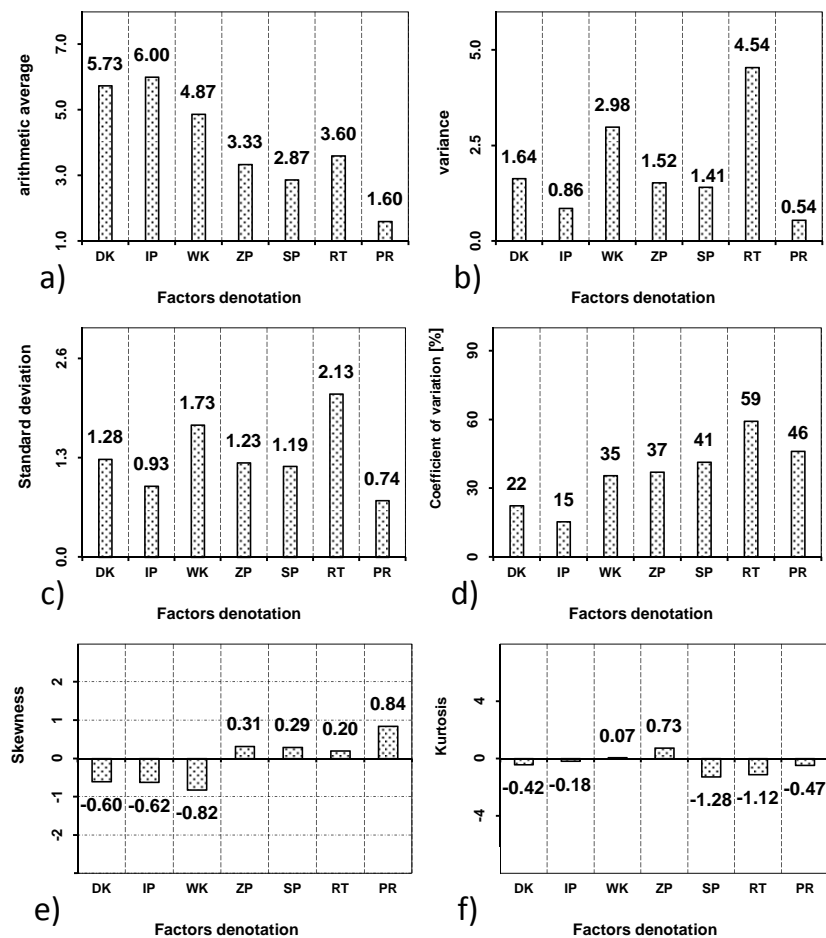 arithmetic average
7.0
5.0
3.0
1.0
5.73
6.00
4.87
3.33
2.87
3.60
1.60
DK IP WK ZP SP RT PR
a)
Factors denotation
variance
5.0
2.5
0.0
1.64
0.86
2.98
1.52
1.41
4.54
0.54
DK IP WK ZP SP RT PR
b)
Factors denotation
Standard deviation
2.6
1.3
0.0
1.28
0.93
1.73
1.23
1.19
2.13
0.74
DK IP WK ZP SP RT PR
c)
Factors denotation
Coefficient of variation [%]
90
60
30
0
22
15
35
37
41
59
46
DK IP WK ZP SP RT PR
d)
Factors denotation
Skewness
2
1
0
-1
-2
-0.60
-0.62
-0.82
0.31
0.29
0.20
0.84
DK IP WK ZP SP RT PR
e)
Factors denotation
Kurtosis
4
0
-4
-0.42
-0.18
0.07
0.73
-1.28
-1.12
-0.47
DK IP WK ZP SP RT PR
f)
Factors denotation